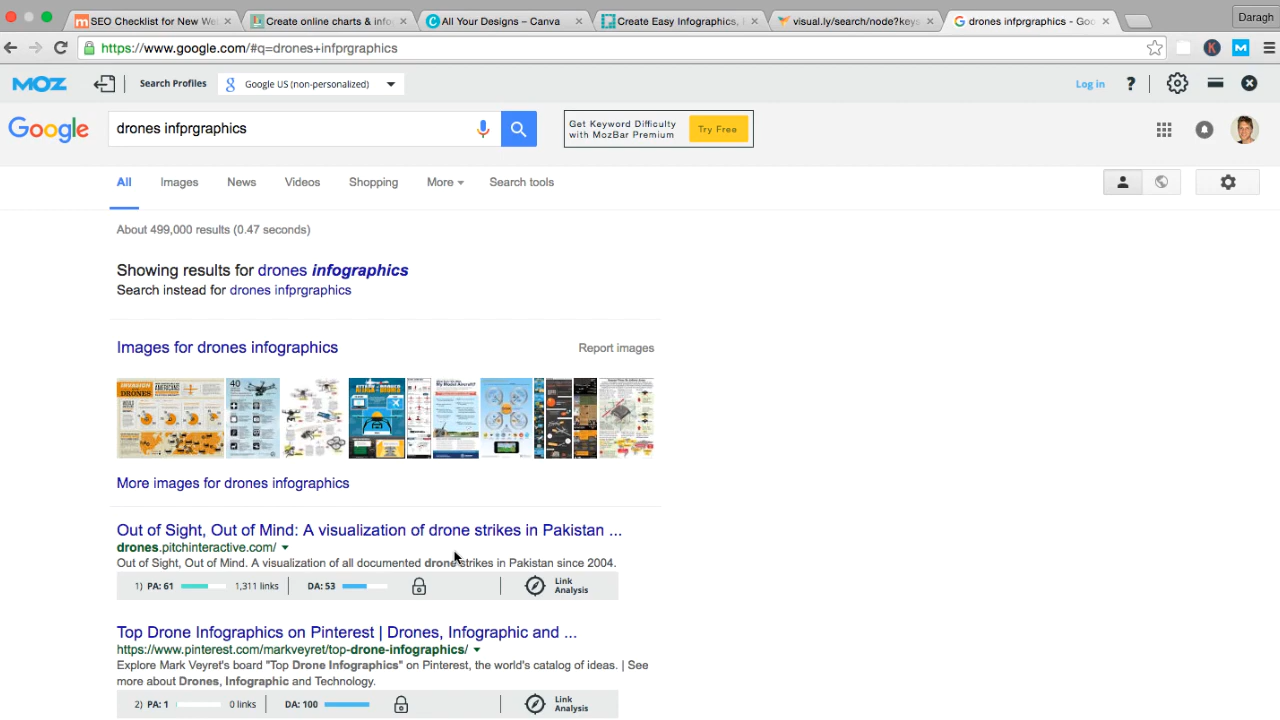 SEO Checklist for New We
Create online charts & info
All Your Designs – Canva
Create Easy Infographics,
visual.ly/search/node?keys
drones infprgraphics - Goo
Daragh
https://www.google.com/#q=drones+infprgraphics
K
M
MOZ
Search Profiles
Google US (non-personalized)
Log in
?
Google
drones infprgraphics
Get Keyword Difficulty
with MozBar Premium
Try Free
All
Images
News
Videos
Shopping
More
Search tools
About 499,000 results (0.47 seconds)
Showing results for drones infographics
Search instead for drones infprgraphics
Images for drones infographics
Report images
More images for drones infographics
Out of Sight, Out of Mind: A visualization of drone strikes in Pakistan ...
drones.pitchinteractive.com/
Out of Sight, Out of Mind. A visualization of all documented drone strikes in Pakistan since 2004.
1) PA: 61
1,311 links
DA: 53
Link
Analysis
Top Drone Infographics on Pinterest | Drones, Infographic and ...
https://www.pinterest.com/markveyret/top-drone-infographics/
Explore Mark Veyret's board "Top Drone Infographics" on Pinterest, the world's catalog of ideas. | See
more about Drones, Infographic and Technology.
2) PA: 1
0 links
DA: 100
Link
Analysis